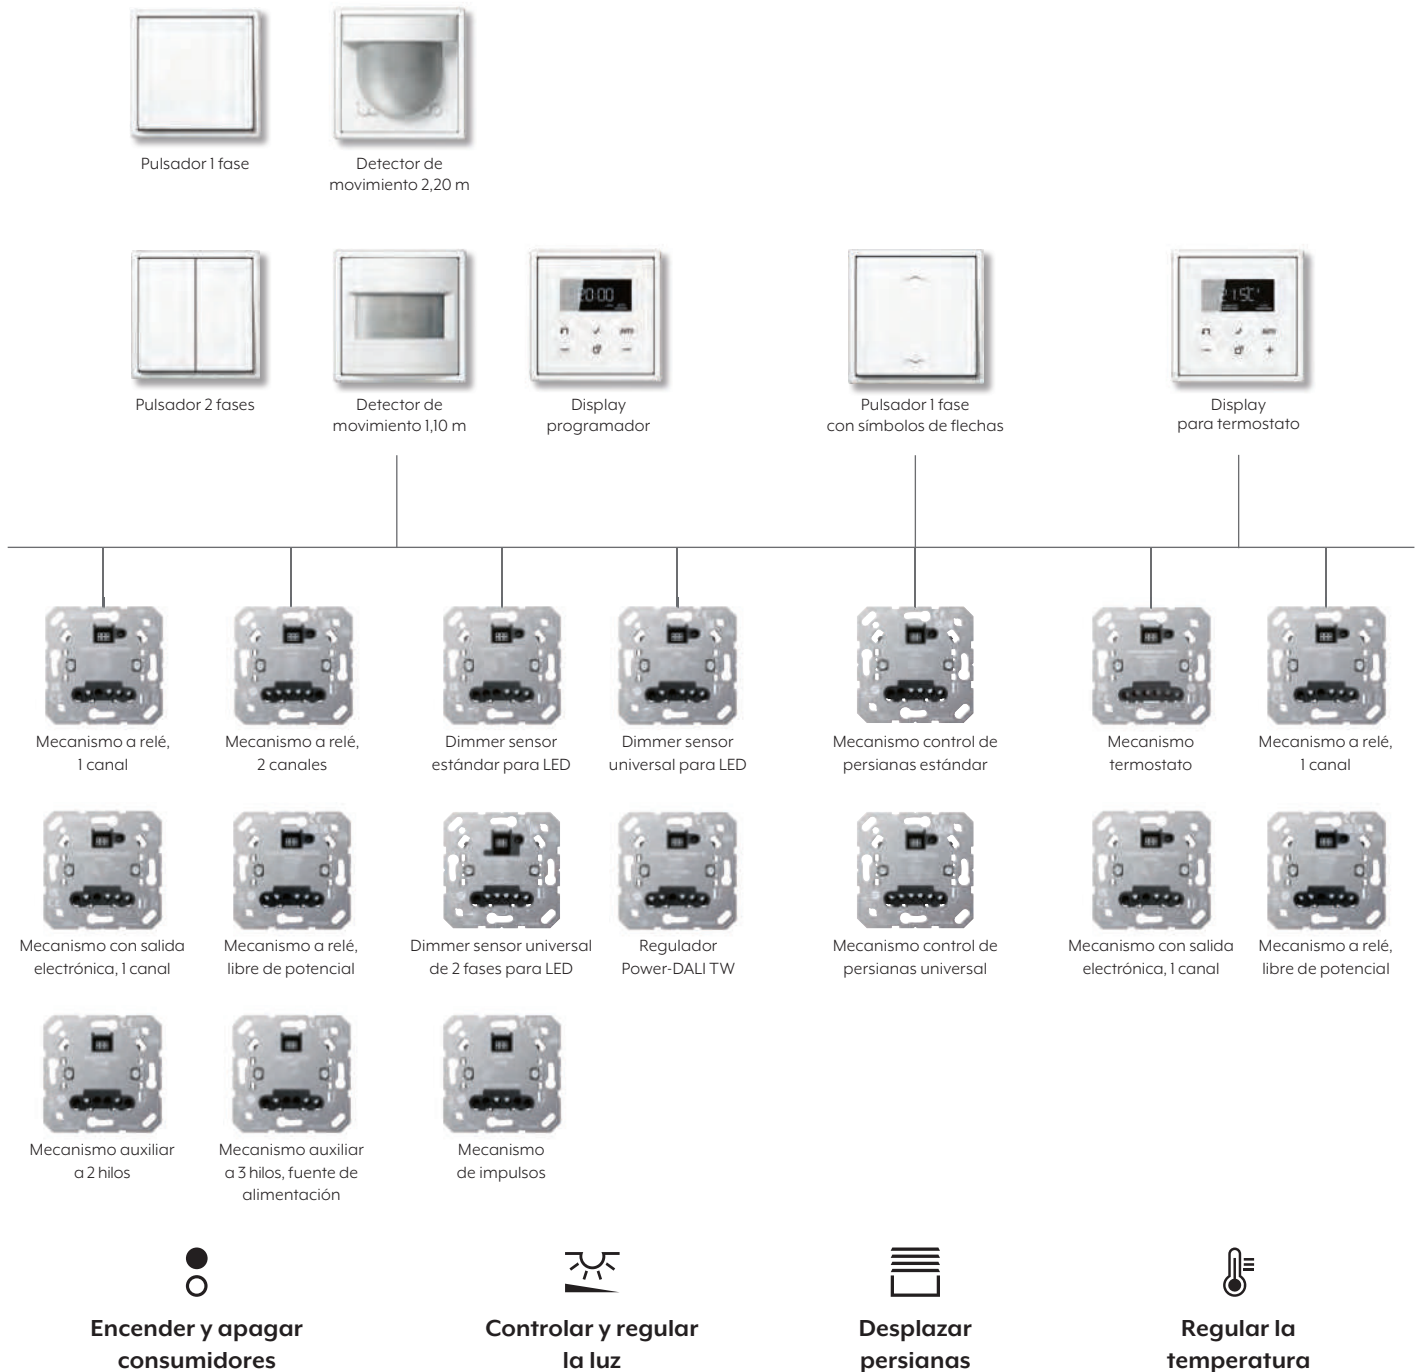 Pulsador 1 fase
Detector de
movimiento 2,20 m
Pulsador 2 fases
Detector de
movimiento 1,10 m
20:00
AUTO
Display
programador
Pulsador 1 fase
con símbolos de flechas
21.5C°
AUTO
Display
para termostato
Mecanismo a relé,
1 canal
Mecanismo a relé,
2 canales
Dimmer sensor
estándar para LED
Dimmer sensor
universal para LED
Mecanismo control de
persianas estándar
Mecanismo
termostato
Mecanismo a relé,
1 canal
Mecanismo con salida
electrónica, 1 canal
Mecanismo a relé,
libre de potencial
Dimmer sensor universal
de 2 fases para LED
Regulador
Power-DALI TW
Mecanismo control de
persianas universal
Mecanismo con salida
electrónica, 1 canal
Mecanismo a relé,
libre de potencial
Mecanismo auxiliar
a 2 hilos
Mecanismo auxiliar
a 3 hilos, fuente de
alimentación
Mecanismo
de impulsos
Encender y apagar
consumidores
Controlar y regular
la luz
Desplazar
persianas
Regular la
temperatura